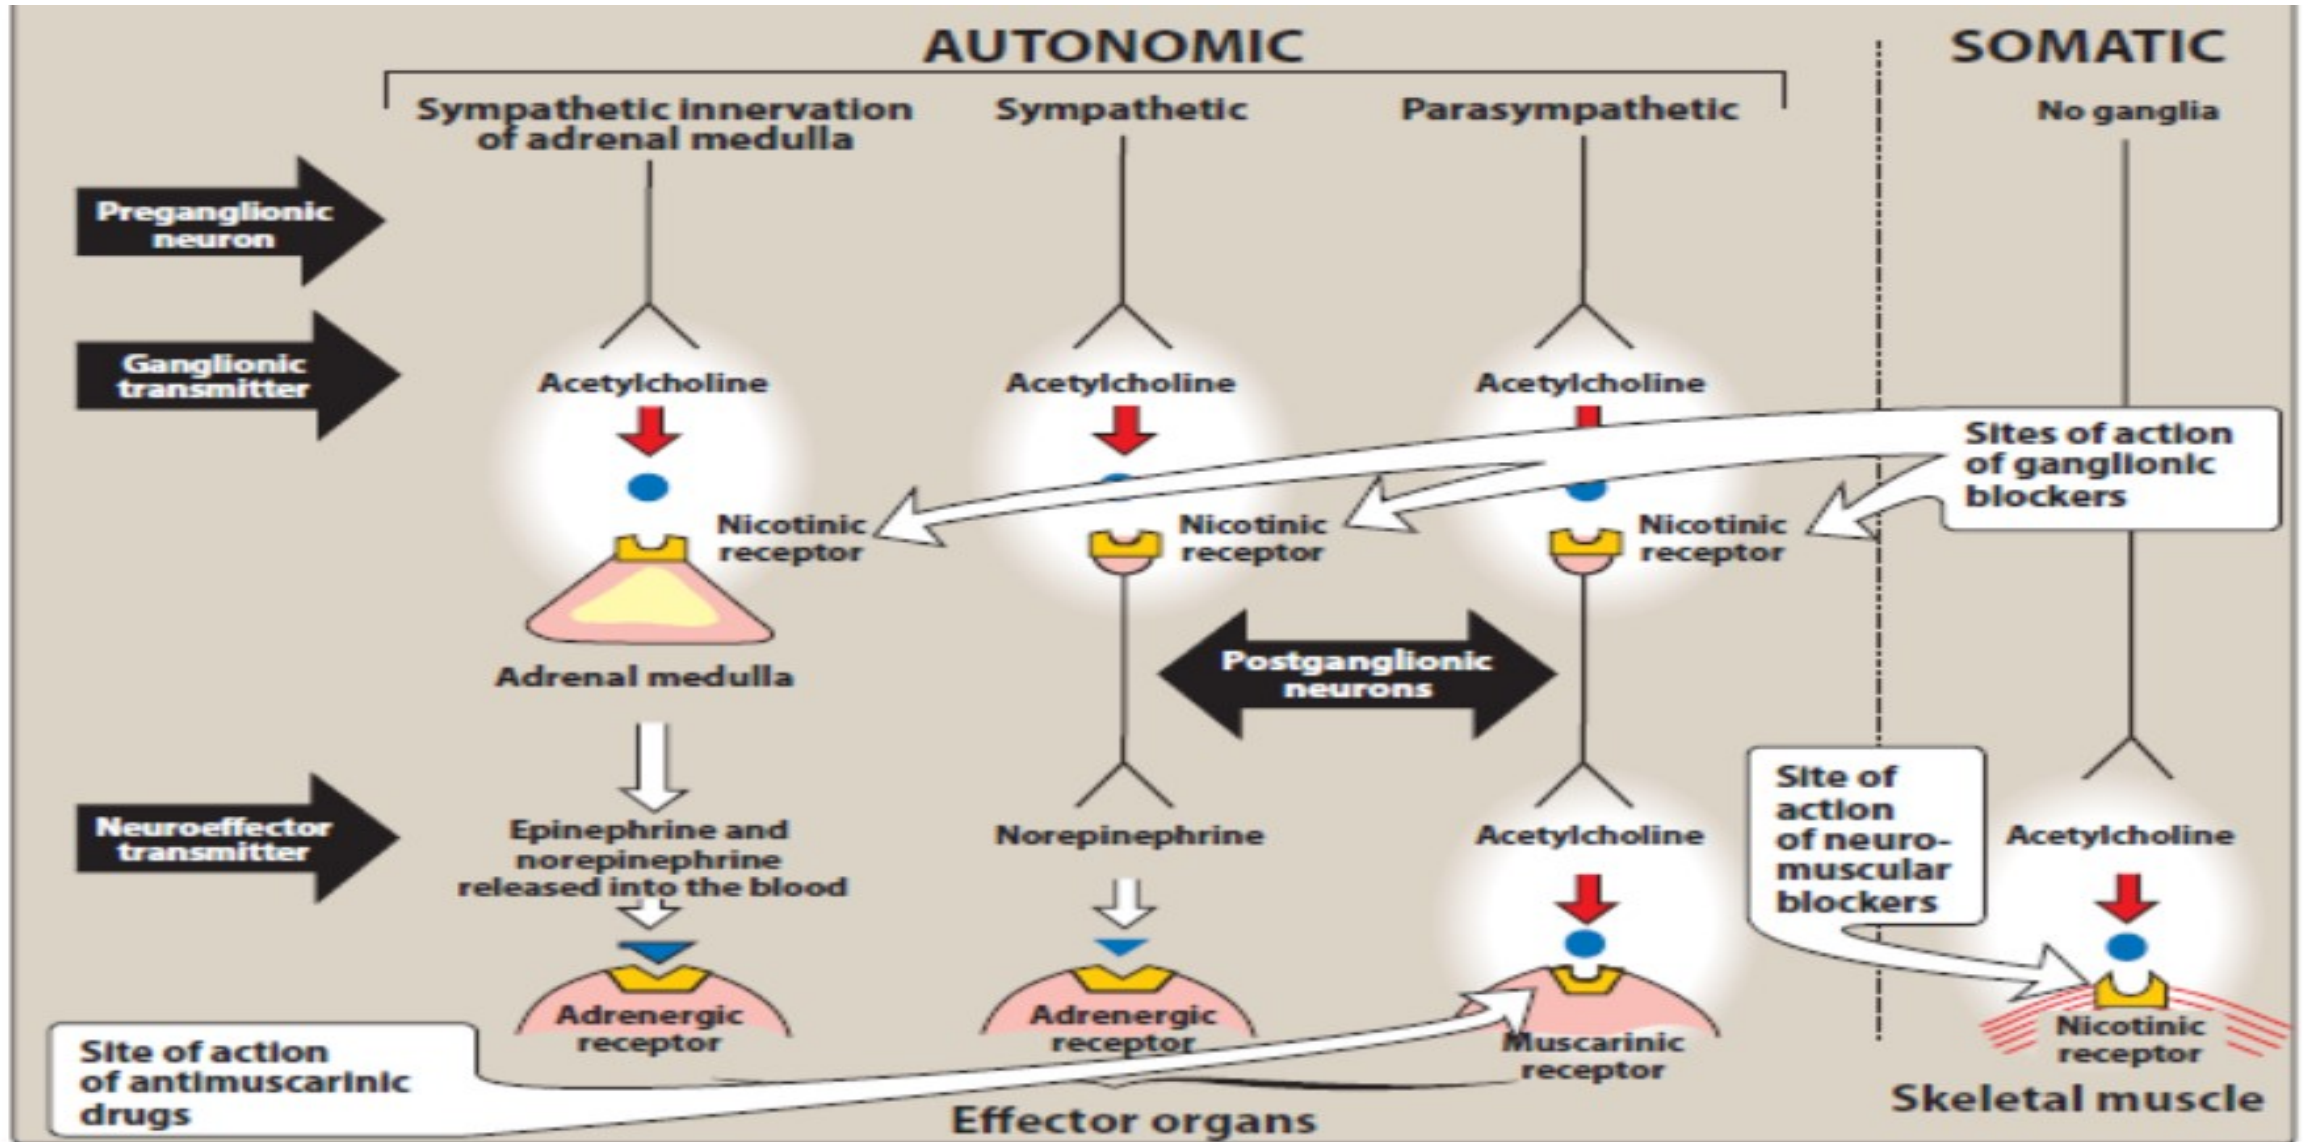 AUTONOMIC
SOMATIC
Sympathetic innervation
of adrenal medulla
Sympathetic
Parasympathetic
No ganglia
Preganglionic
neuron
Ganglionic
transmitter
Acetylcholine
Acetylcholine
Acetylcholine
Sites of action
of ganglionic
blockers
Nicotinic
receptor
Nicotinic
receptor
Nicotinic
receptor
Adrenal medulla
Postganglionic
neurons
Neuroeffector
transmitter
Epinephrine and
norepinephrine
released into the blood
Norepinephrine
Acetylcholine
Site of
action
of neuro-
muscular
blockers
Acetylcholine
Adrenergic
receptor
Adrenergic
receptor
Muscarinic
receptor
Nicotinic
receptor
Site of action
of antimuscarinic
drugs
Effector organs
Skeletal muscle